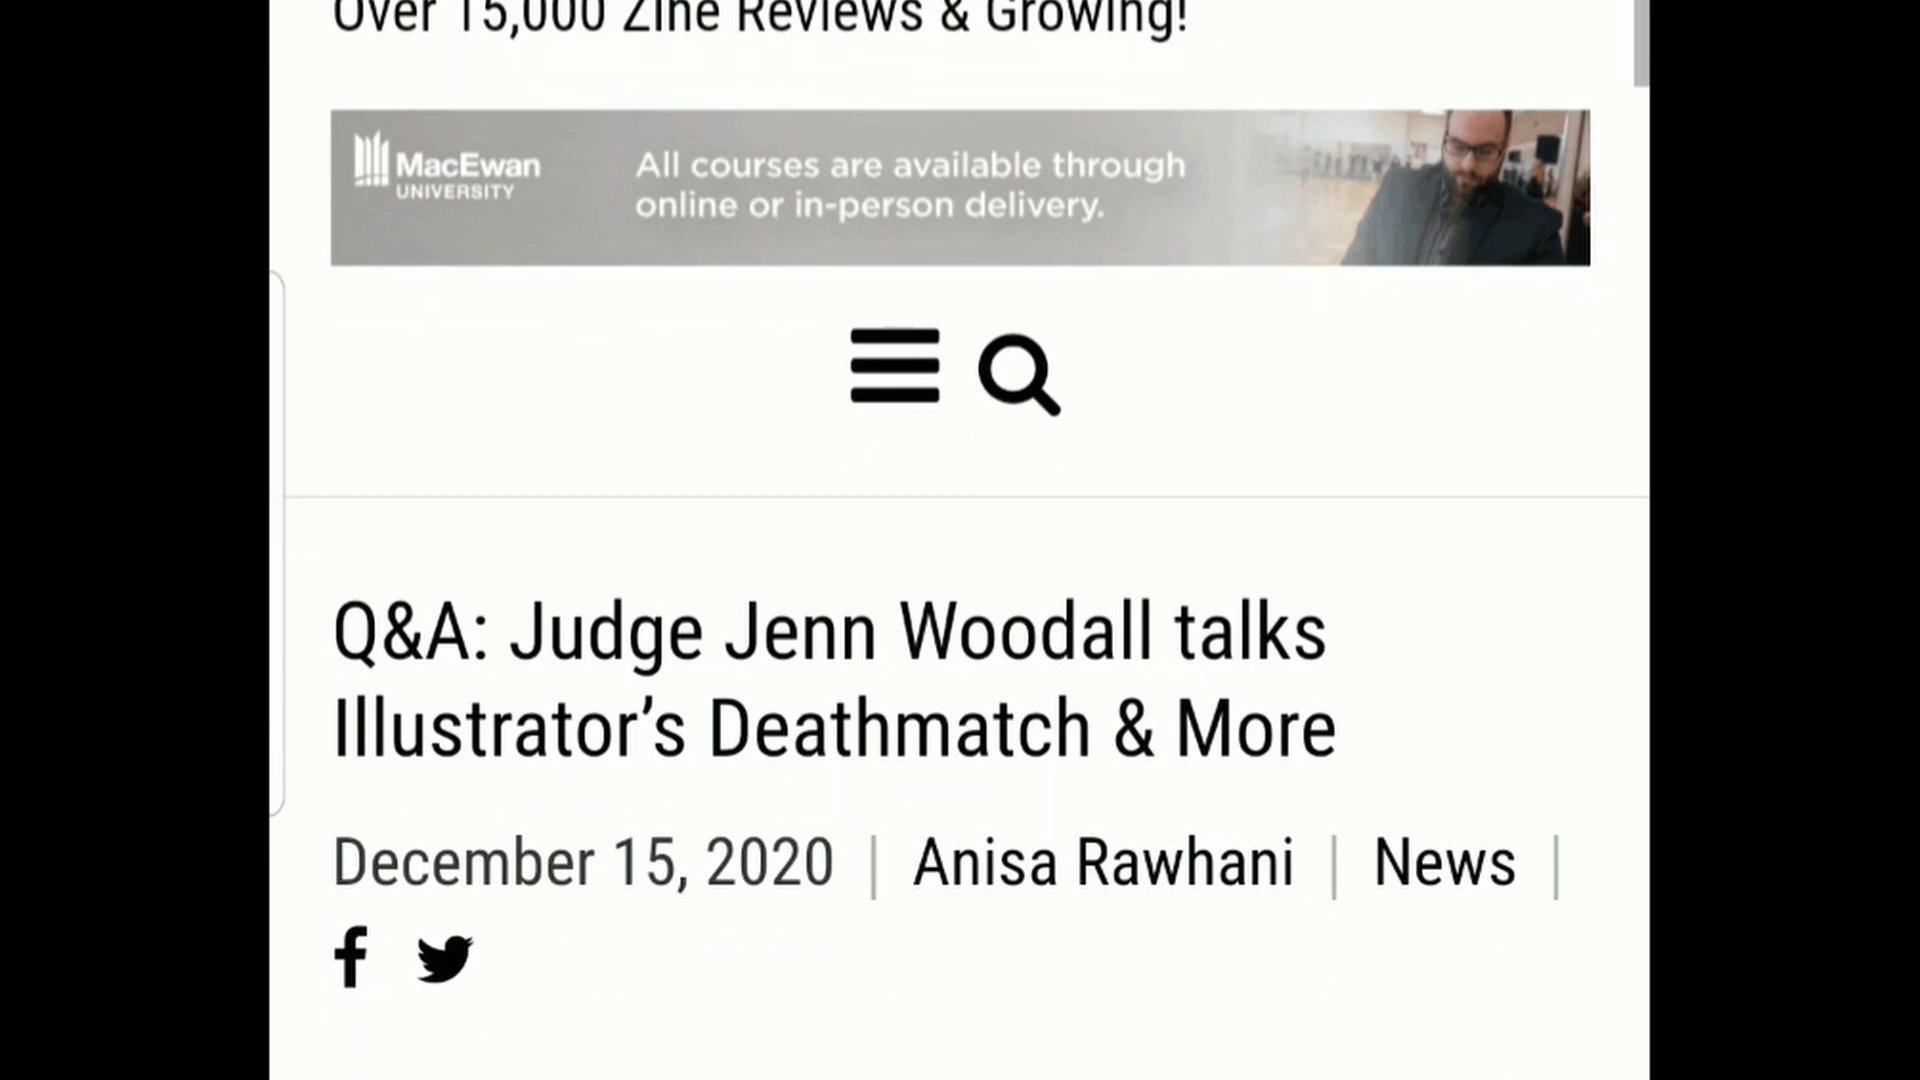 Over 15,000 Zine Reviews & Growing!
MacEwan
UNIVERSITY
All courses are available through
online or in-person delivery.
Q&A: Judge Jenn Woodall talks
Illustrator’s Deathmatch & More
December 15, 2020 | Anisa Rawhani | News |